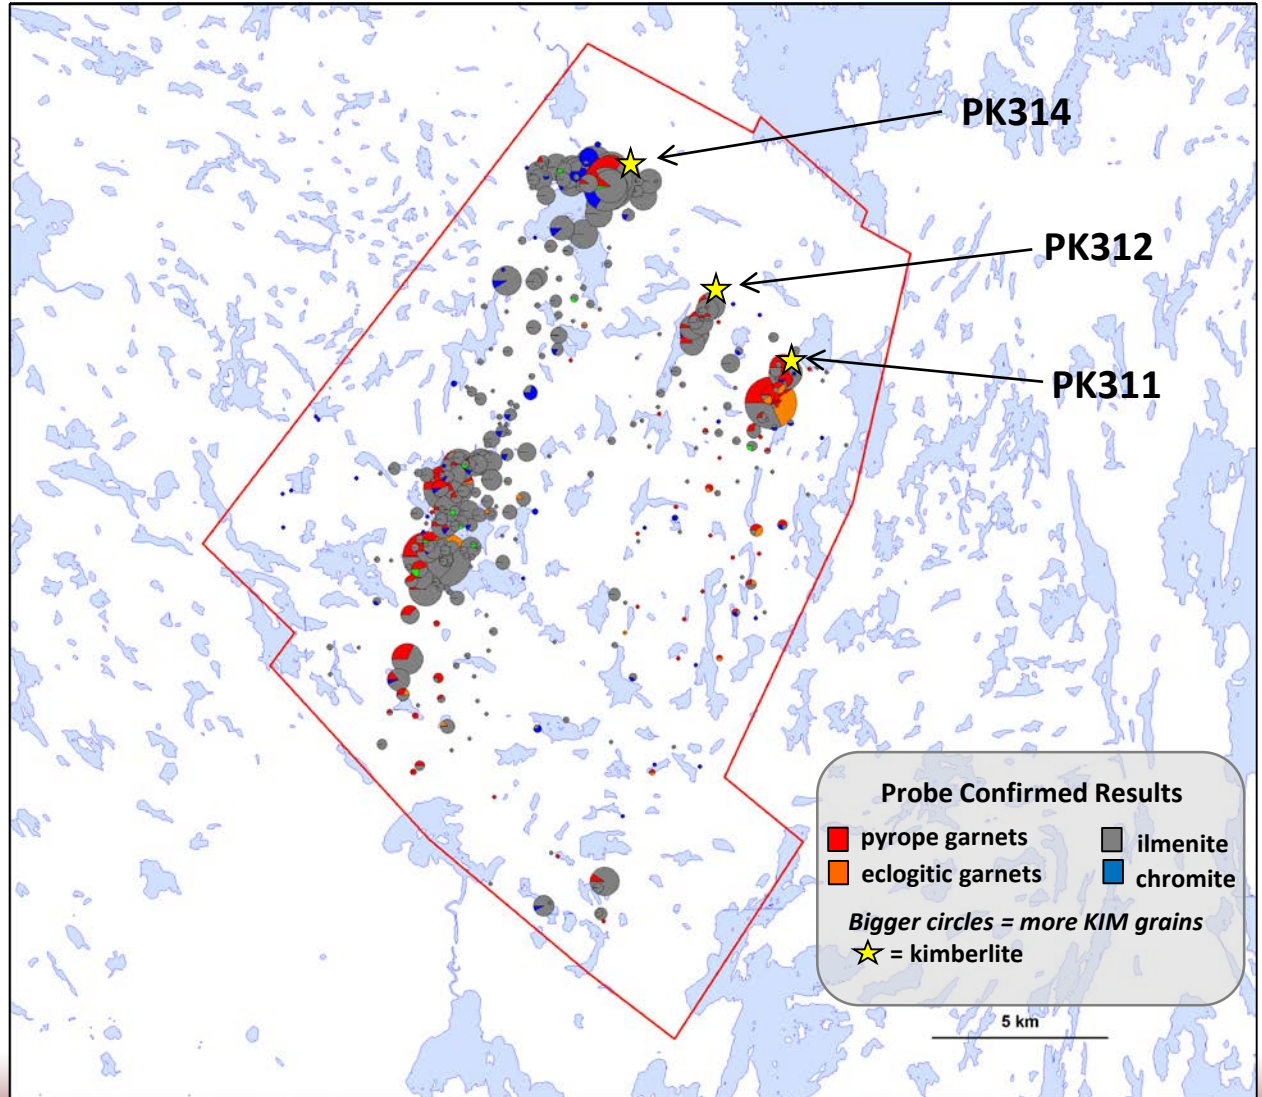 PK314
PK312
PK311
Probe Confirmed Results
pyrope garnets
ilmenite
eclogitic garnets
chromite
Bigger circles = more KIM grains
= kimberlite
5 km